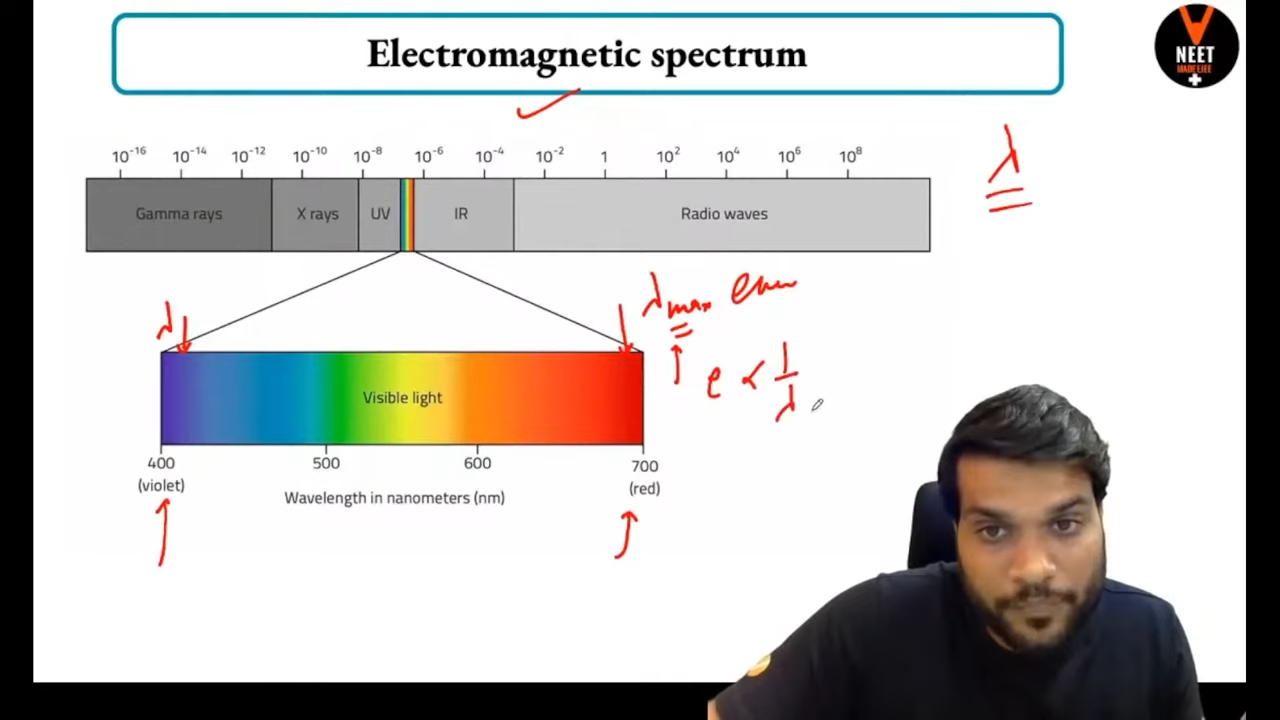 Electromagnetic spectrum
NEET
MADE EJEE
10⁻¹⁶ 10⁻¹⁴ 10⁻¹² 10⁻¹⁰ 10⁻⁸ 10⁻⁶ 10⁻⁴ 10⁻² 1 10² 10⁴ 10⁶ 10⁸
λ
Gamma rays X rays UV IR Radio waves
λ
λmax
e ∝ 1/λ
Visible light
400 500 600 700
(violet) (red)
Wavelength in nanometers (nm)